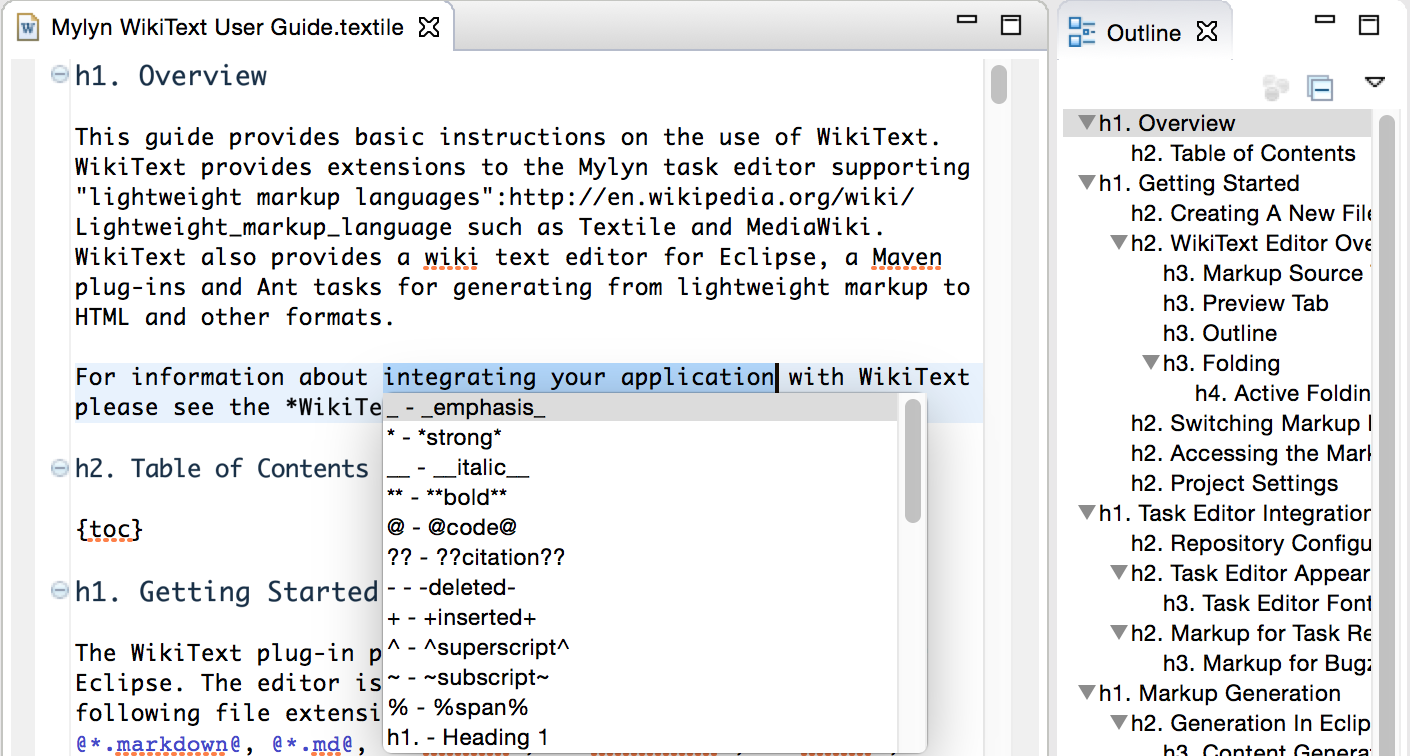 Mylyn WikiText User Guide.textile
h1. Overview
This guide provides basic instructions on the use of WikiText.
WikiText provides extensions to the Mylyn task editor supporting
"lightweight markup languages":http://en.wikipedia.org/wiki/
Lightweight_markup_language such as Textile and MediaWiki.
WikiText also provides a wiki text editor for Eclipse, a Maven
plug-ins and Ant tasks for generating from lightweight markup to
HTML and other formats.
For information about integrating your application with WikiText
please see the *WikiTe
_ - _emphasis_
* - *strong*
__ - __italic__
** - **bold**
@ - @code@
?? - ??citation??
- - -deleted-
+ - +inserted+
^ - ^superscript^
~ - ~subscript~
% - %span%
h1. - Heading 1
h2. Table of Contents
{toc}
h1. Getting Started
The WikiText plug-in p
Eclipse. The editor is
following file extensi
@*.markdown@, @*.md@,
Outline
h1. Overview
h2. Table of Contents
h1. Getting Started
h2. Creating A New File
h2. WikiText Editor Ove
h3. Markup Source
h3. Preview Tab
h3. Outline
h3. Folding
h4. Active Foldin
h2. Switching Markup
h2. Accessing the Mark
h2. Project Settings
h1. Task Editor Integration
h2. Repository Configu
h2. Task Editor Appear
h3. Task Editor Font
h2. Markup for Task Re
h3. Markup for Bugz
h1. Markup Generation
h2. Generation In Eclip
h3. Content Genera